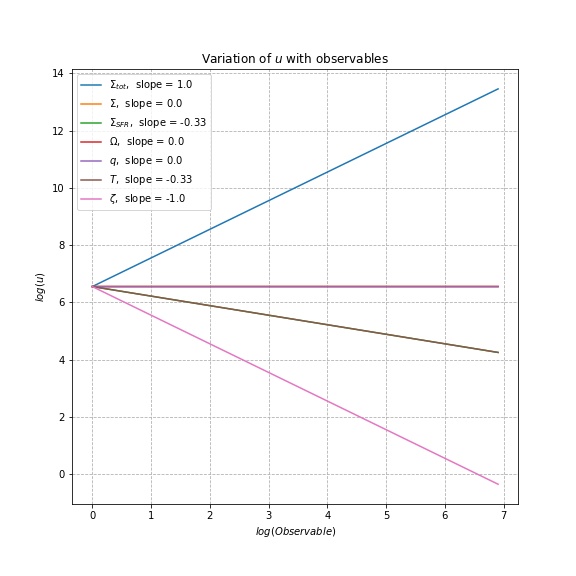 Variation of u with observables
Σ_tot, slope = 1.0
Σ, slope = 0.0
Σ_SFR, slope = -0.33
Ω, slope = 0.0
q, slope = 0.0
T, slope = -0.33
ζ, slope = -1.0
log(u)
14
12
10
8
6
4
2
0
0 1 2 3 4 5 6 7
log(Observable)